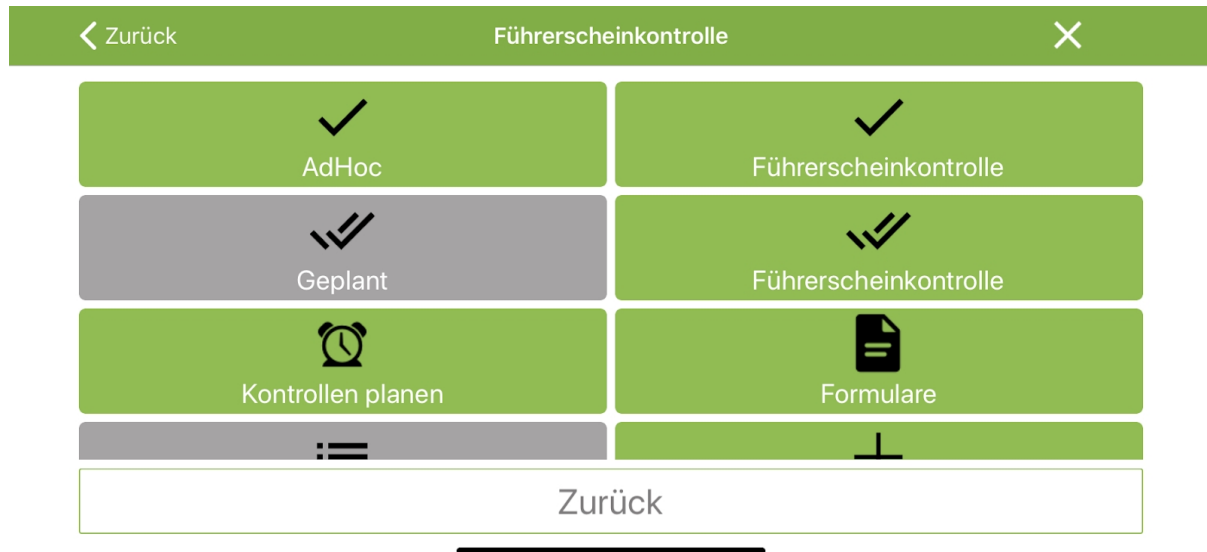 Zurück
Führerscheinkontrolle
AdHoc
Führerscheinkontrolle
Geplant
Führerscheinkontrolle
Kontrollen planen
Formulare
Zurück